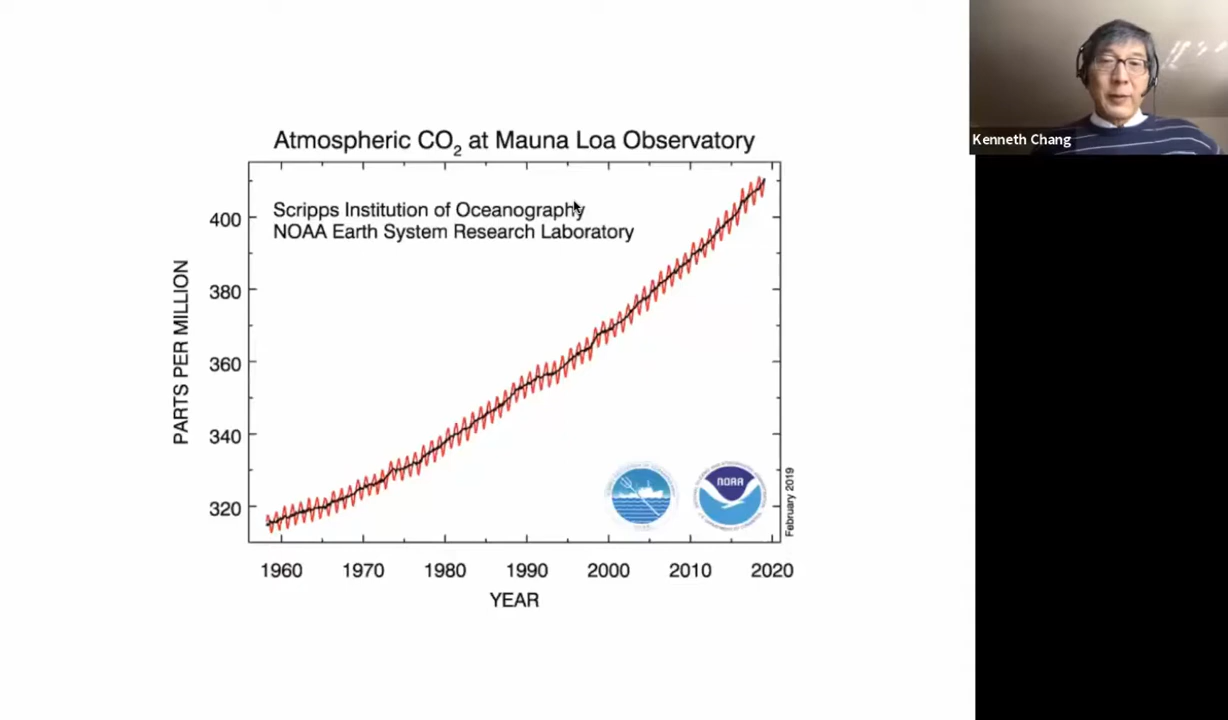 Atmospheric CO2 at Mauna Loa Observatory
Scripps Institution of Oceanography
NOAA Earth System Research Laboratory
PARTS PER MILLION
400
380
360
340
320
1960 1970 1980 1990 2000 2010 2020
YEAR
NOAA
February 2019
Kenneth Chang